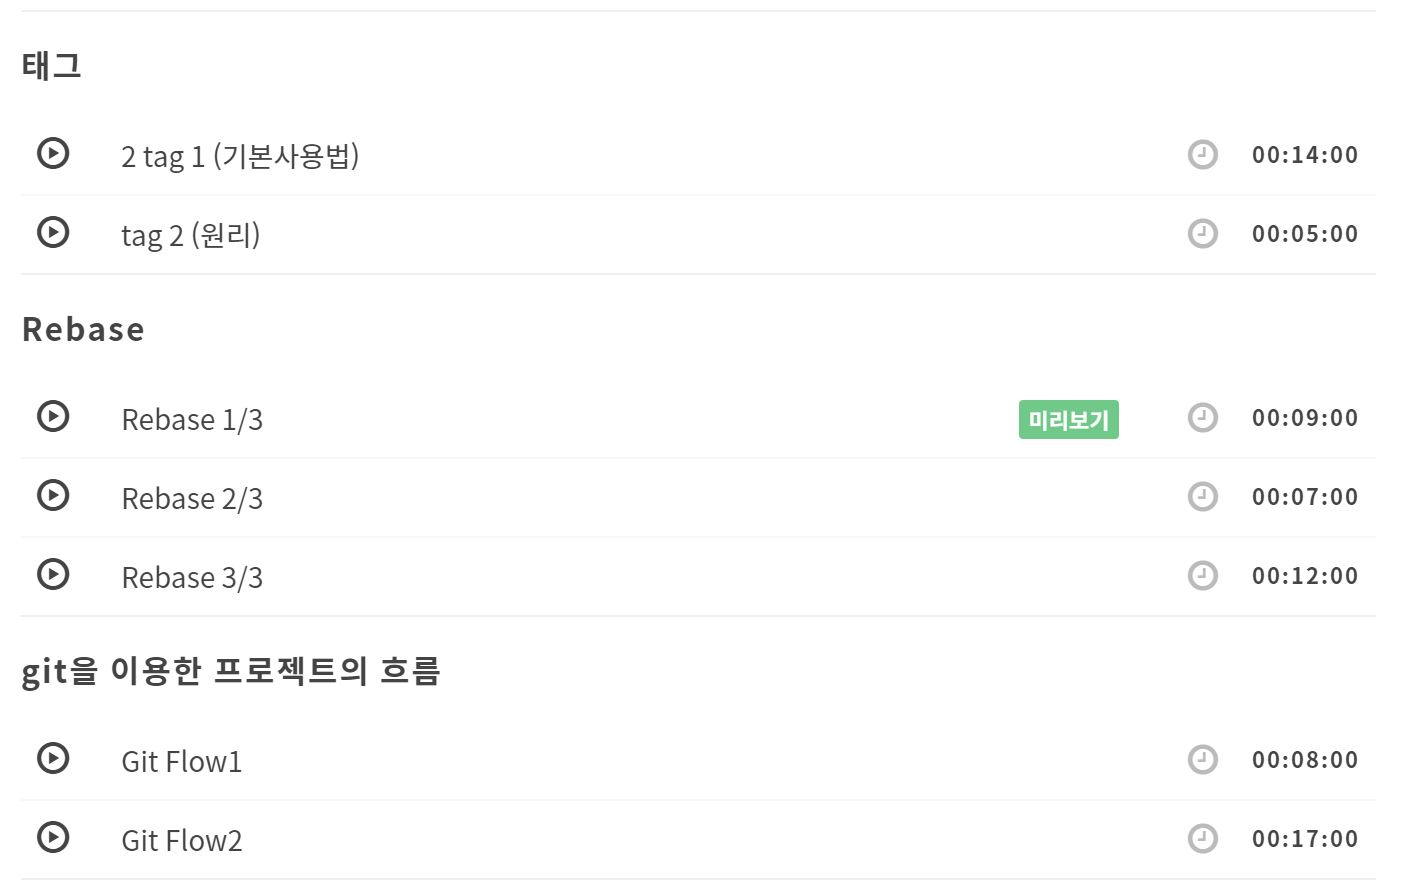 태그
2 tag 1 (기본사용법) 00:14:00
tag 2 (원리) 00:05:00
Rebase
Rebase 1/3 미리보기 00:09:00
Rebase 2/3 00:07:00
Rebase 3/3 00:12:00
git을 이용한 프로젝트의 흐름
Git Flow1 00:08:00
Git Flow2 00:17:00